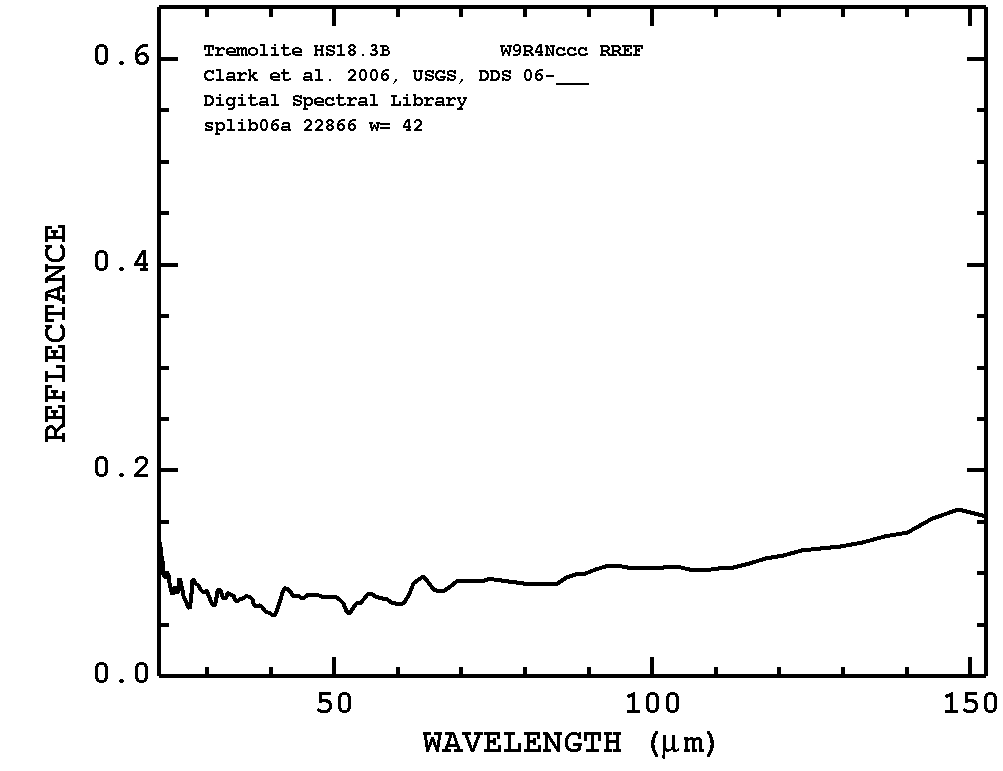 Tremolite HS18.3B W9R4Nccc RREF
Clark et al. 2006, USGS, DDS 06-___
Digital Spectral Library
splib06a 22866 w= 42
0.6
0.4
0.2
0.0
REFLECTANCE
50 100 150
WAVELENGTH (μm)